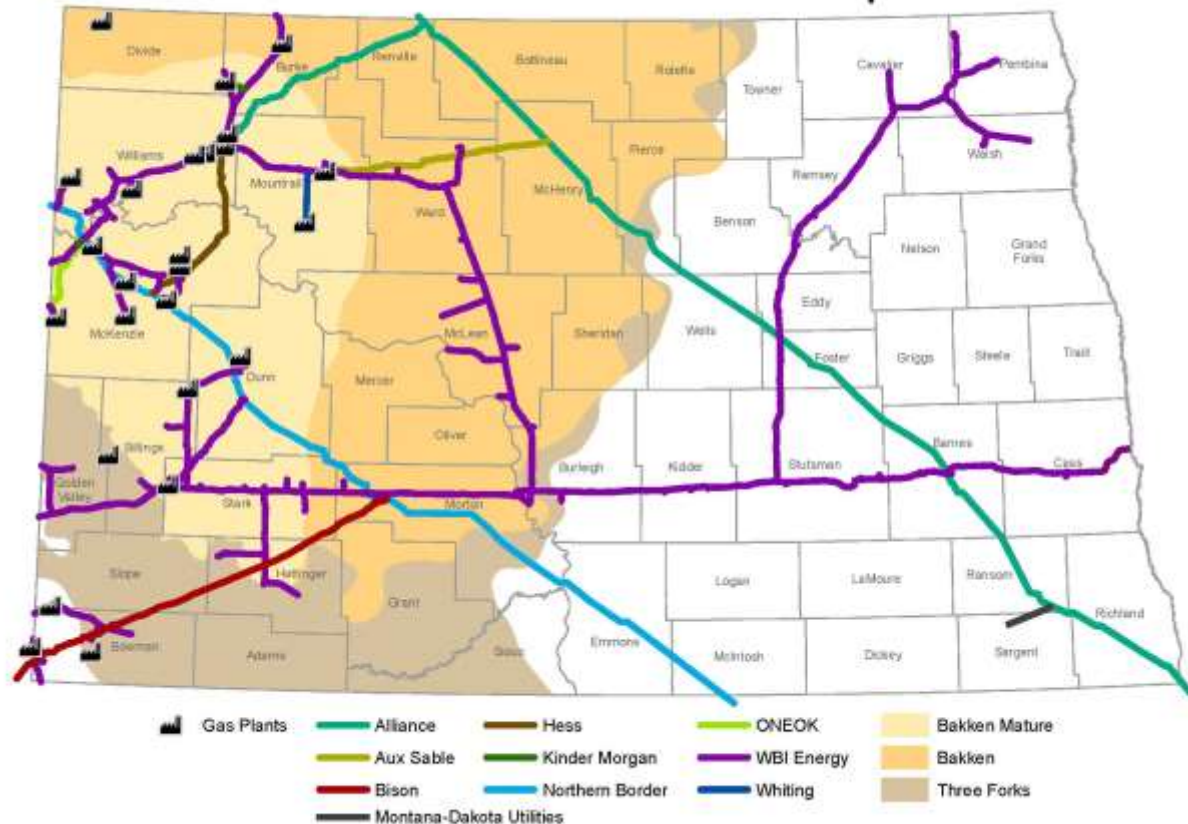 Divide
Burke
Renville
Bottineau
Rolette
Towner
Cavalier
Pembina
Williams
Mountrail
Ward
McHenry
Pierce
Benson
Ramsey
Walsh
Nelson
Grand
Forks
McKenzie
Dunn
McLean
Sheridan
Wells
Eddy
Foster
Griggs
Steele
Traill
Mercer
Oliver
Billings
Golden
Valley
Stark
Morton
Burleigh
Kidder
Stutsman
Barnes
Cass
Slope
Hettinger
Grant
Sioux
Bowman
Adams
Emmons
Logan
McIntosh
LaMoure
Dickey
Ransom
Sargent
Richland
Gas Plants
Alliance
Hess
ONEOK
Bakken Mature
Aux Sable
Kinder Morgan
WBI Energy
Bakken
Bison
Northern Border
Whiting
Three Forks
Montana-Dakota Utilities